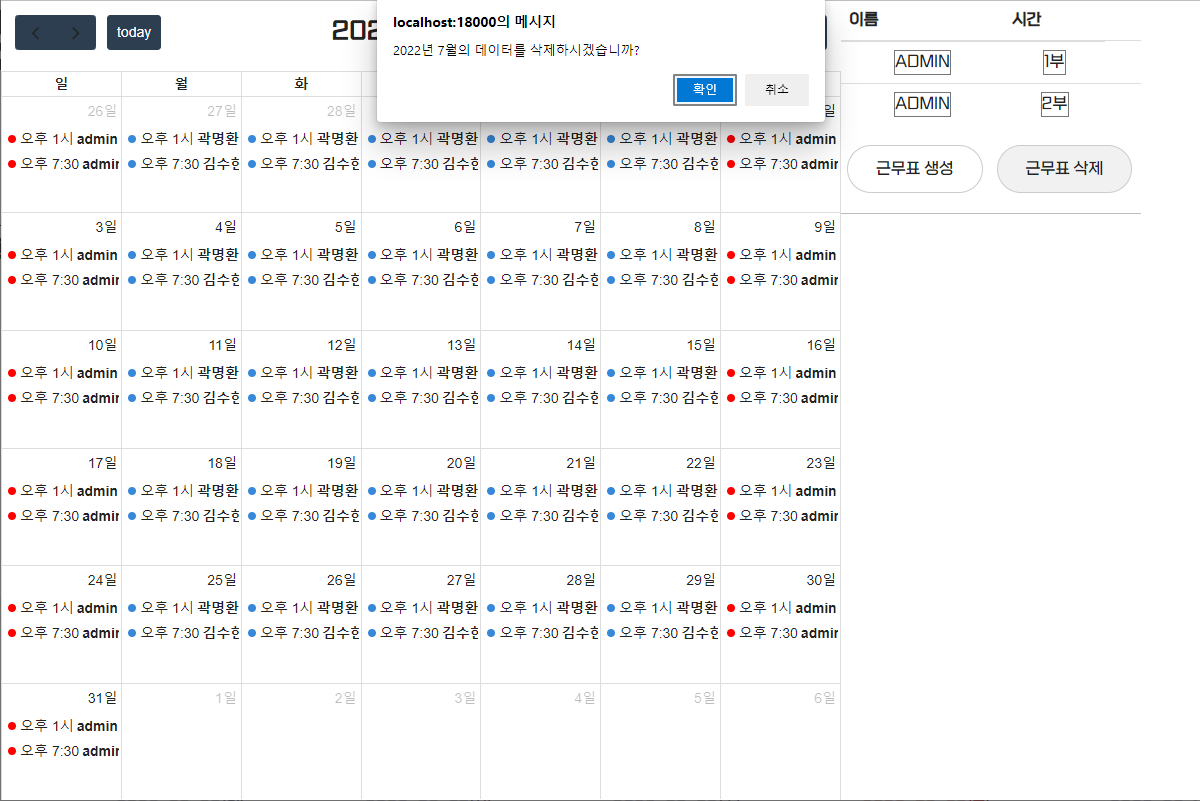 localhost:18000의 메시지
2022년 7월의 데이터를 삭제하시겠습니까?
확인 취소
today 202
이름 시간
ADMIN 1부
ADMIN 2부
근무표 생성 근무표 삭제
일 월 화
26일 27일 28일 일
오후 1시 admin 오후 1시 곽명환 오후 1시 곽명환 오후 1시 곽명환 오후 1시 곽명환 오후 1시 곽명환 오후 1시 admin
오후 7:30 admin 오후 7:30 김수한 오후 7:30 김수한 오후 7:30 김수한 오후 7:30 김수한 오후 7:30 김수한 오후 7:30 admin
3일 4일 5일 6일 7일 8일 9일
오후 1시 admin 오후 1시 곽명환 오후 1시 곽명환 오후 1시 곽명환 오후 1시 곽명환 오후 1시 곽명환 오후 1시 admin
오후 7:30 admin 오후 7:30 김수한 오후 7:30 김수한 오후 7:30 김수한 오후 7:30 김수한 오후 7:30 김수한 오후 7:30 admin
10일 11일 12일 13일 14일 15일 16일
오후 1시 admin 오후 1시 곽명환 오후 1시 곽명환 오후 1시 곽명환 오후 1시 곽명환 오후 1시 곽명환 오후 1시 admin
오후 7:30 admin 오후 7:30 김수한 오후 7:30 김수한 오후 7:30 김수한 오후 7:30 김수한 오후 7:30 김수한 오후 7:30 admin
17일 18일 19일 20일 21일 22일 23일
오후 1시 admin 오후 1시 곽명환 오후 1시 곽명환 오후 1시 곽명환 오후 1시 곽명환 오후 1시 곽명환 오후 1시 admin
오후 7:30 admin 오후 7:30 김수한 오후 7:30 김수한 오후 7:30 김수한 오후 7:30 김수한 오후 7:30 김수한 오후 7:30 admin
24일 25일 26일 27일 28일 29일 30일
오후 1시 admin 오후 1시 곽명환 오후 1시 곽명환 오후 1시 곽명환 오후 1시 곽명환 오후 1시 곽명환 오후 1시 admin
오후 7:30 admin 오후 7:30 김수한 오후 7:30 김수한 오후 7:30 김수한 오후 7:30 김수한 오후 7:30 김수한 오후 7:30 admin
31일 1일 2일 3일 4일 5일 6일
오후 1시 admin
오후 7:30 admin